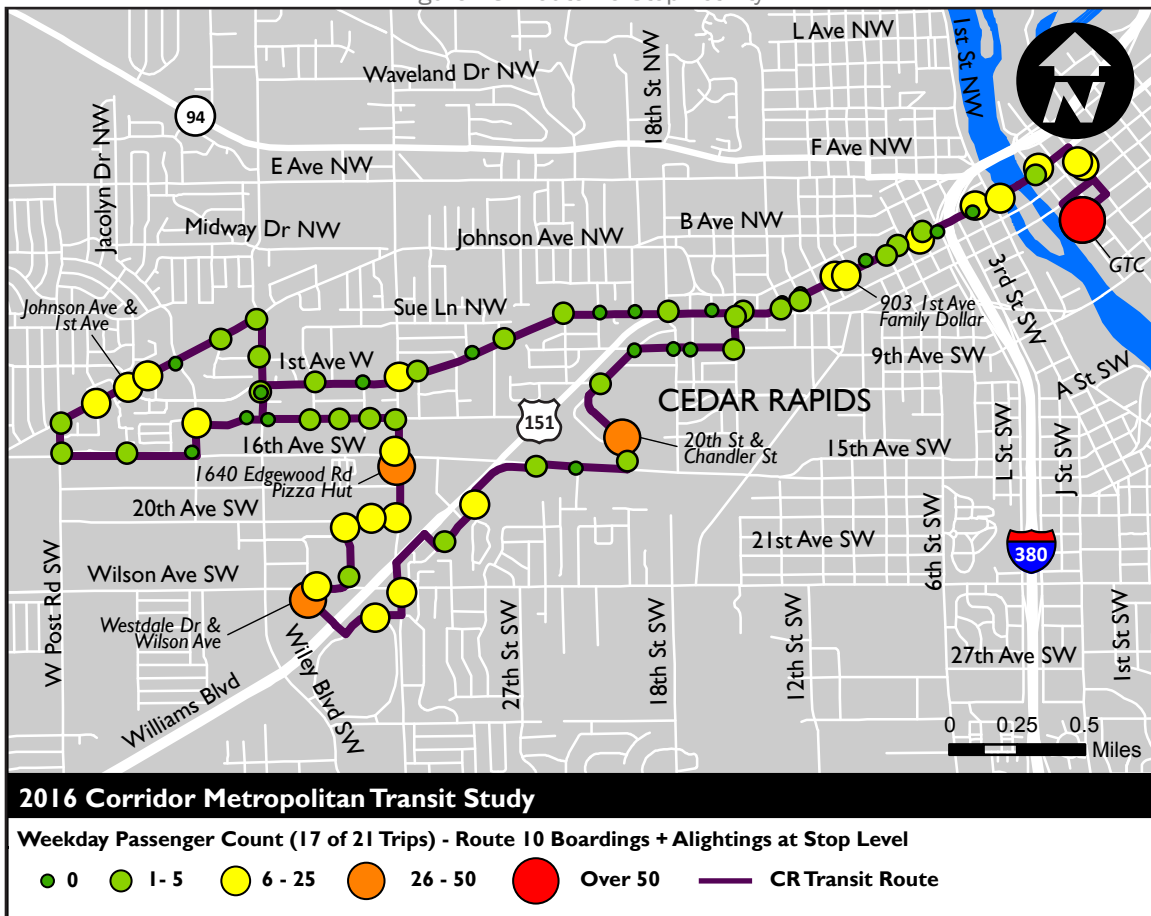 L Ave NW
1st St NW
Waveland Dr NW
18th St NW
N
94
Jacolyn Dr NW
F Ave NW
E Ave NW
Midway Dr NW
B Ave NW
Johnson Ave NW
GTC
3rd St SW
Johnson Ave &
1st Ave
Sue Ln NW
903 1st Ave
Family Dollar
1st Ave W
9th Ave SW
A St SW
CEDAR RAPIDS
151
16th Ave SW
20th St &
Chandler St
15th Ave SW
L St SW
J St SW
1640 Edgewood Rd
Pizza Hut
20th Ave SW
6th St SW
21st Ave SW
380
Wilson Ave SW
W Post Rd SW
Westdale Dr &
Wilson Ave
Wiley Blvd SW
27th St SW
18th St SW
12th St SW
27th Ave SW
1st St SW
Williams Blvd
0 0.25 0.5
Miles
2016 Corridor Metropolitan Transit Study
Weekday Passenger Count (17 of 21 Trips) - Route 10 Boardings + Alightings at Stop Level
0 1-5 6 - 25 26 - 50 Over 50 CR Transit Route